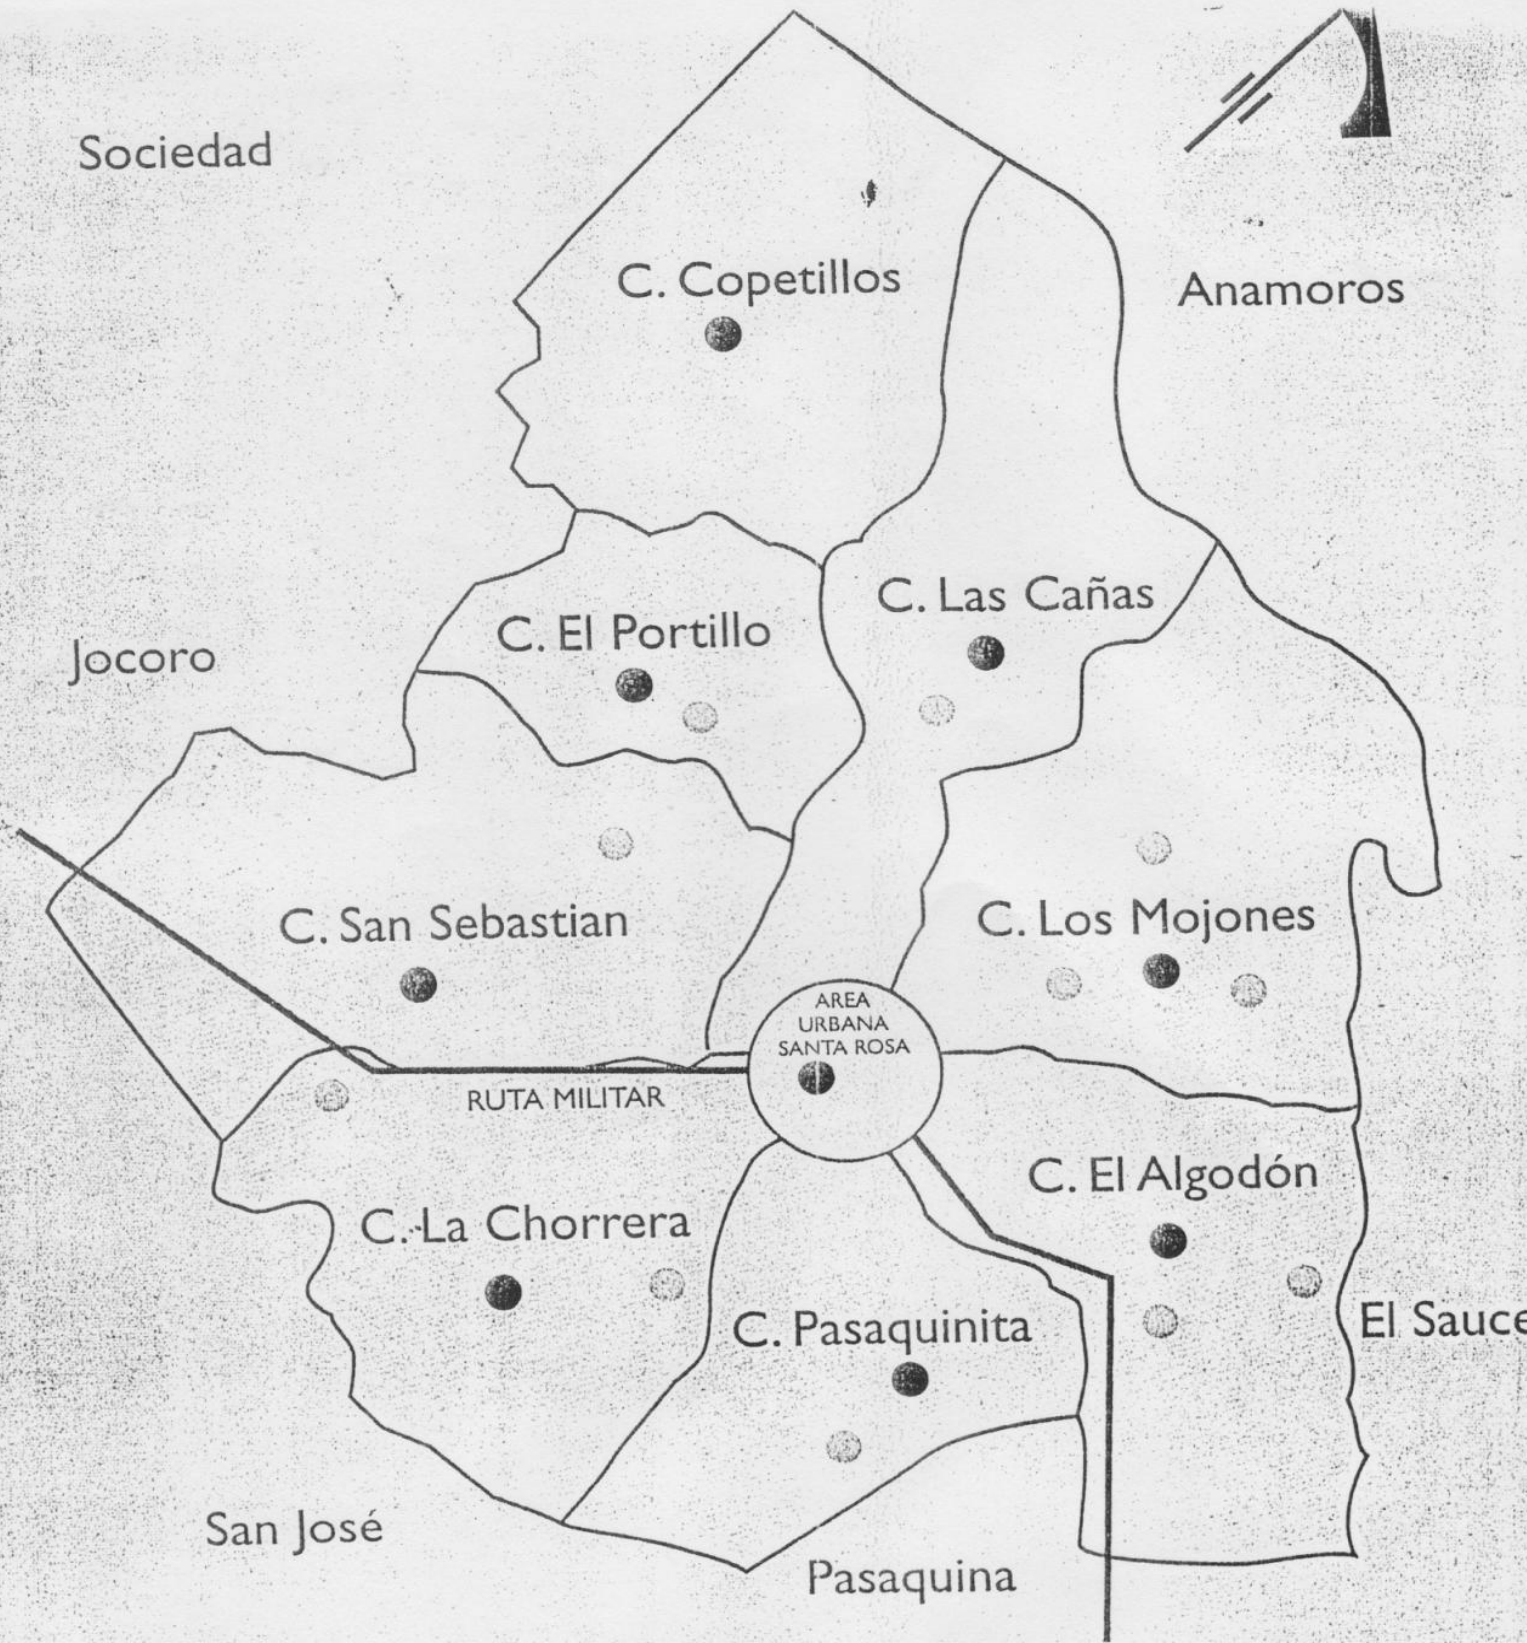 Sociedad
C. Copetillos
Anamoros
C. Las Cañas
C. El Portillo
Jocoro
C. San Sebastian
C. Los Mojones
AREA
URBANA
SANTA ROSA
RUTA MILITAR
C. El Algodón
C. La Chorrera
C. Pasaquinita
El Sauce
San José
Pasaquina